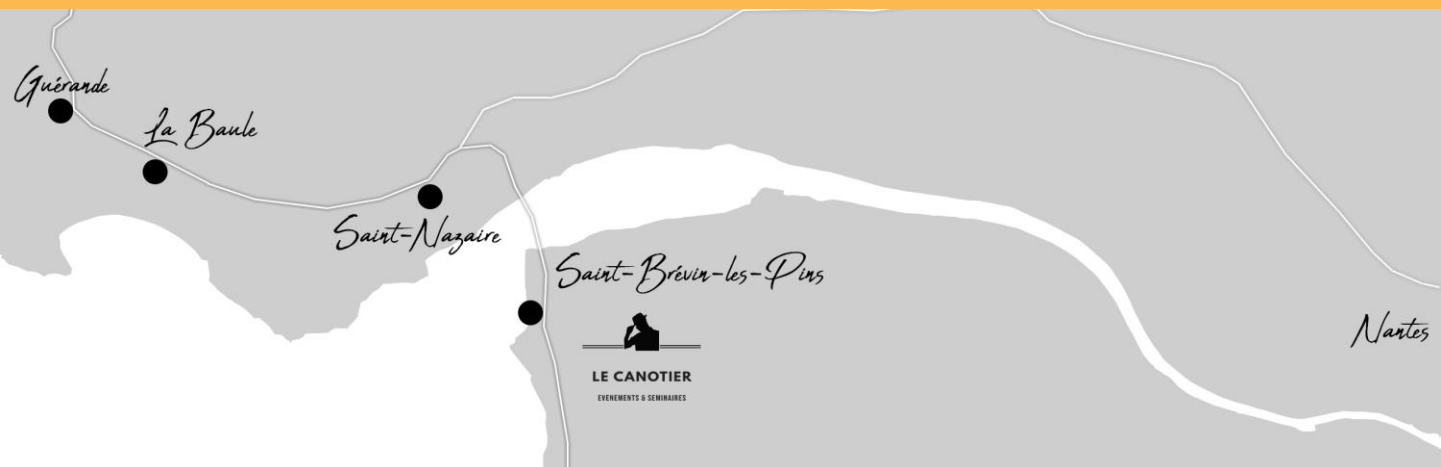 Guérande
La Baule
Saint-Nazaire
Saint-Brévin-les-Pins
LE CANOTIER
EVENEMENTS & SEMINAIRES
Nantes